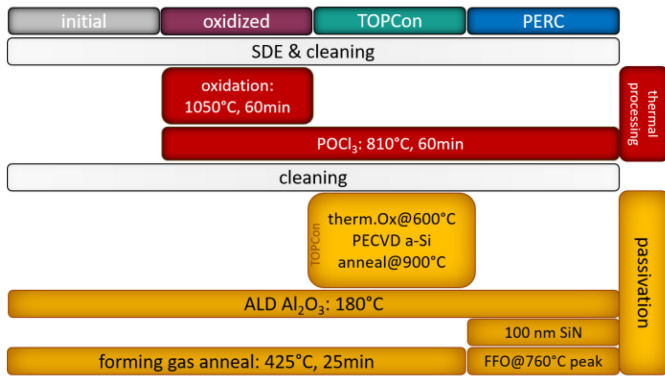 initial
oxidized
TOPCon
PERC
SDE & cleaning
oxidation:
1050°C, 60min
thermal
processing
POCl₃: 810°C, 60min
cleaning
TOPCon
therm.Ox@600°C
PECVD a-Si
anneal@900°C
passivation
ALD Al₂O₃: 180°C
100 nm SiN
forming gas anneal: 425°C, 25min
FFO@760°C peak